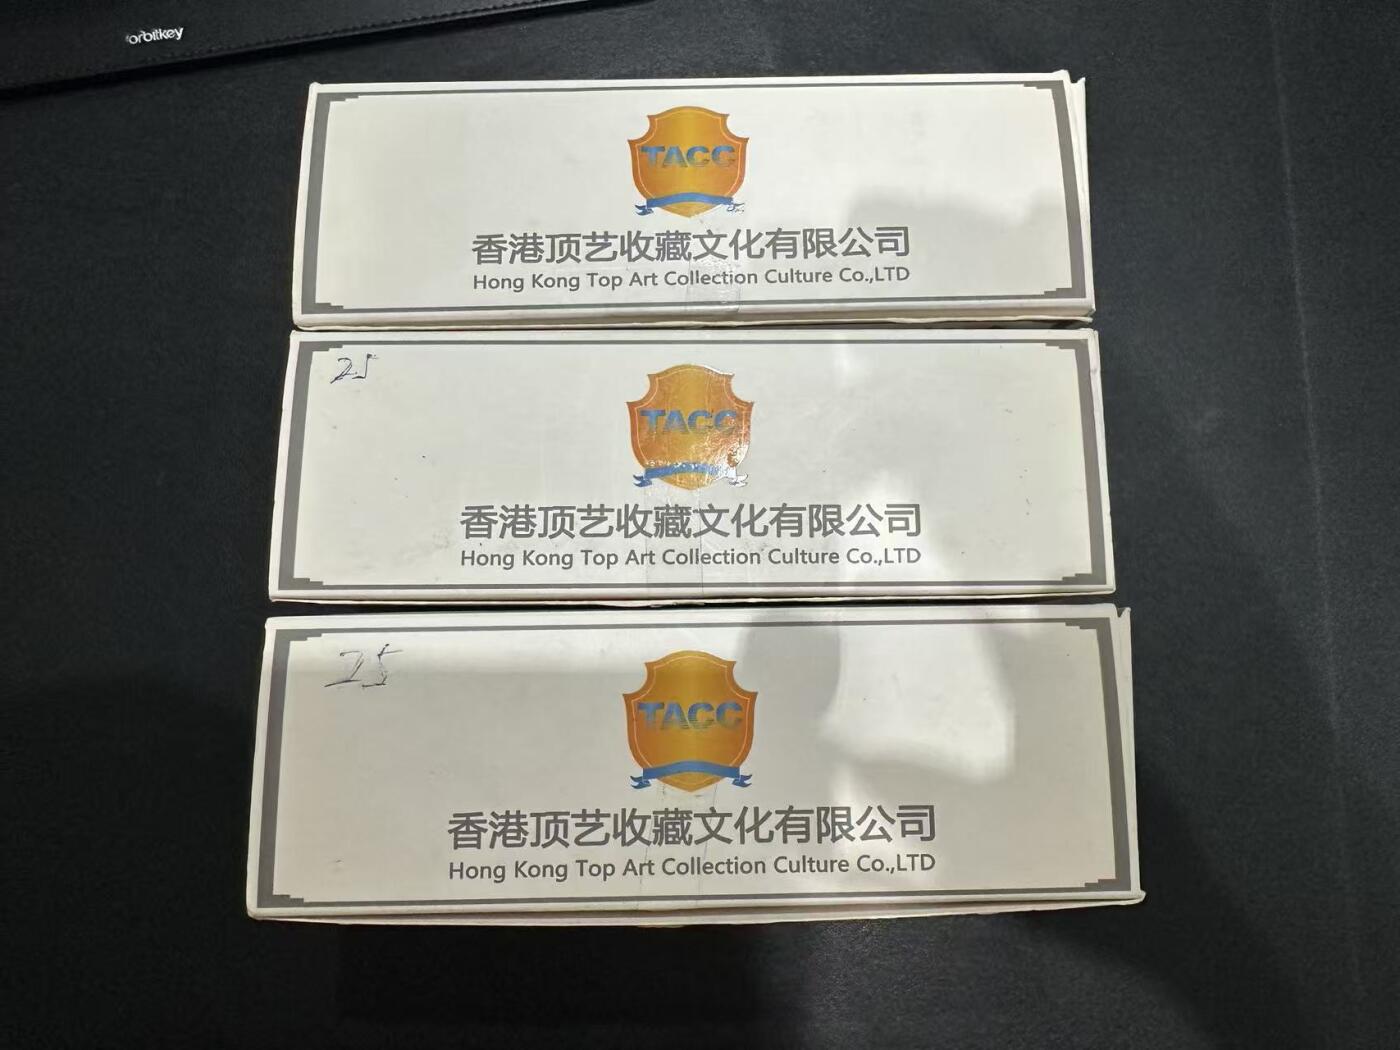 orbitkey
TACC
香港顶艺收藏文化有限公司
Hong Kong Top Art Collection Culture Co.,LTD
25
TACC
香港顶艺收藏文化有限公司
Hong Kong Top Art Collection Culture Co.,LTD
25
TACC
香港顶艺收藏文化有限公司
Hong Kong Top Art Collection Culture Co.,LTD